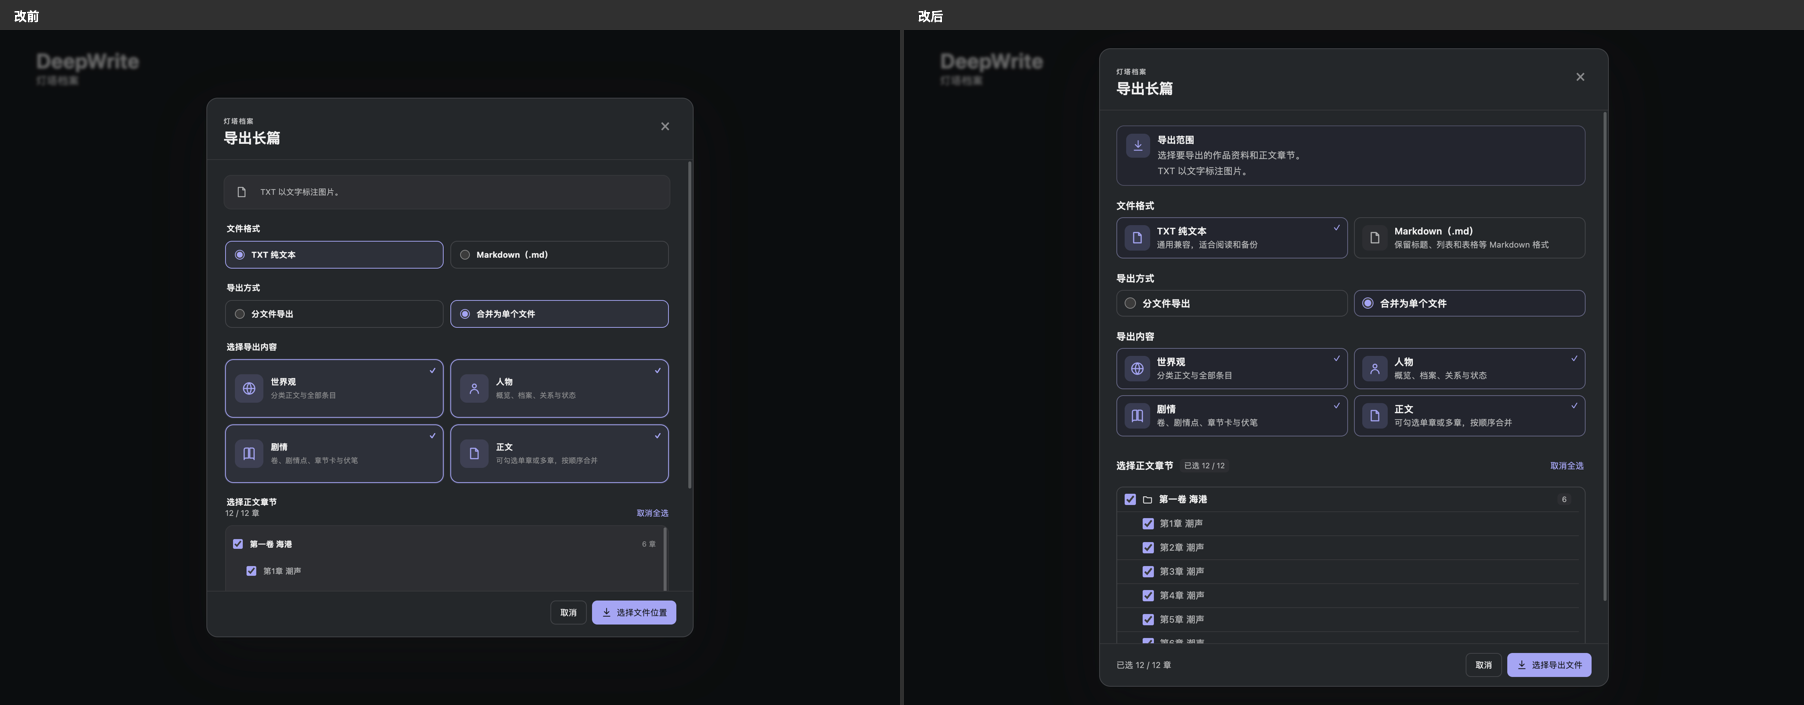 改前
DeepWrite
灯塔档案
灯塔档案
导出长篇
TXT 以文字标注图片。
文件格式
TXT 纯文本
Markdown（.md）
导出方式
分文件导出
合并为单个文件
选择导出内容
世界观
分类正文与全部条目
人物
概览、档案、关系与状态
剧情
卷、剧情点、章节卡与伏笔
正文
可勾选单章或多章，按顺序合并
选择正文章节
12 / 12 章
取消全选
第一卷 海港
6 章
第1章 潮声
取消
选择文件位置
改后
DeepWrite
灯塔档案
灯塔档案
导出长篇
导出范围
选择要导出的作品资料和正文章节。
TXT 以文字标注图片。
文件格式
TXT 纯文本
通用兼容，适合阅读和备份
Markdown（.md）
保留标题、列表和表格等 Markdown 格式
导出方式
分文件导出
合并为单个文件
导出内容
世界观
分类正文与全部条目
人物
概览、档案、关系与状态
剧情
卷、剧情点、章节卡与伏笔
正文
可勾选单章或多章，按顺序合并
选择正文章节
已选 12 / 12
取消全选
第一卷 海港
6
第1章 潮声
第2章 潮声
第3章 潮声
第4章 潮声
第5章 潮声
第6章 潮声
已选 12 / 12 章
取消
选择导出文件